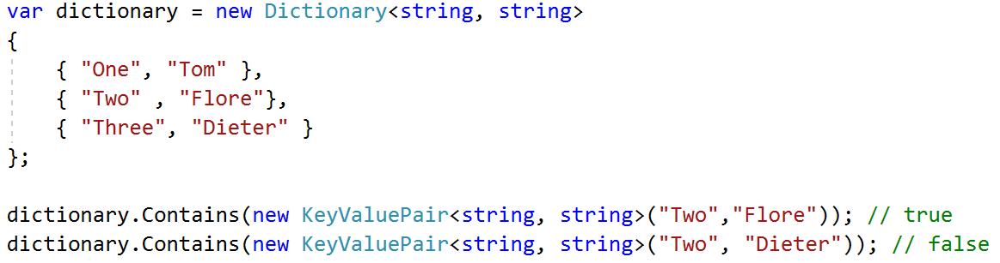 var dictionary = new Dictionary<string, string>
{
    { "One", "Tom" },
    { "Two" , "Flore"},
    { "Three", "Dieter" }
};

dictionary.Contains(new KeyValuePair<string, string>("Two","Flore")); // true
dictionary.Contains(new KeyValuePair<string, string>("Two", "Dieter")); // false